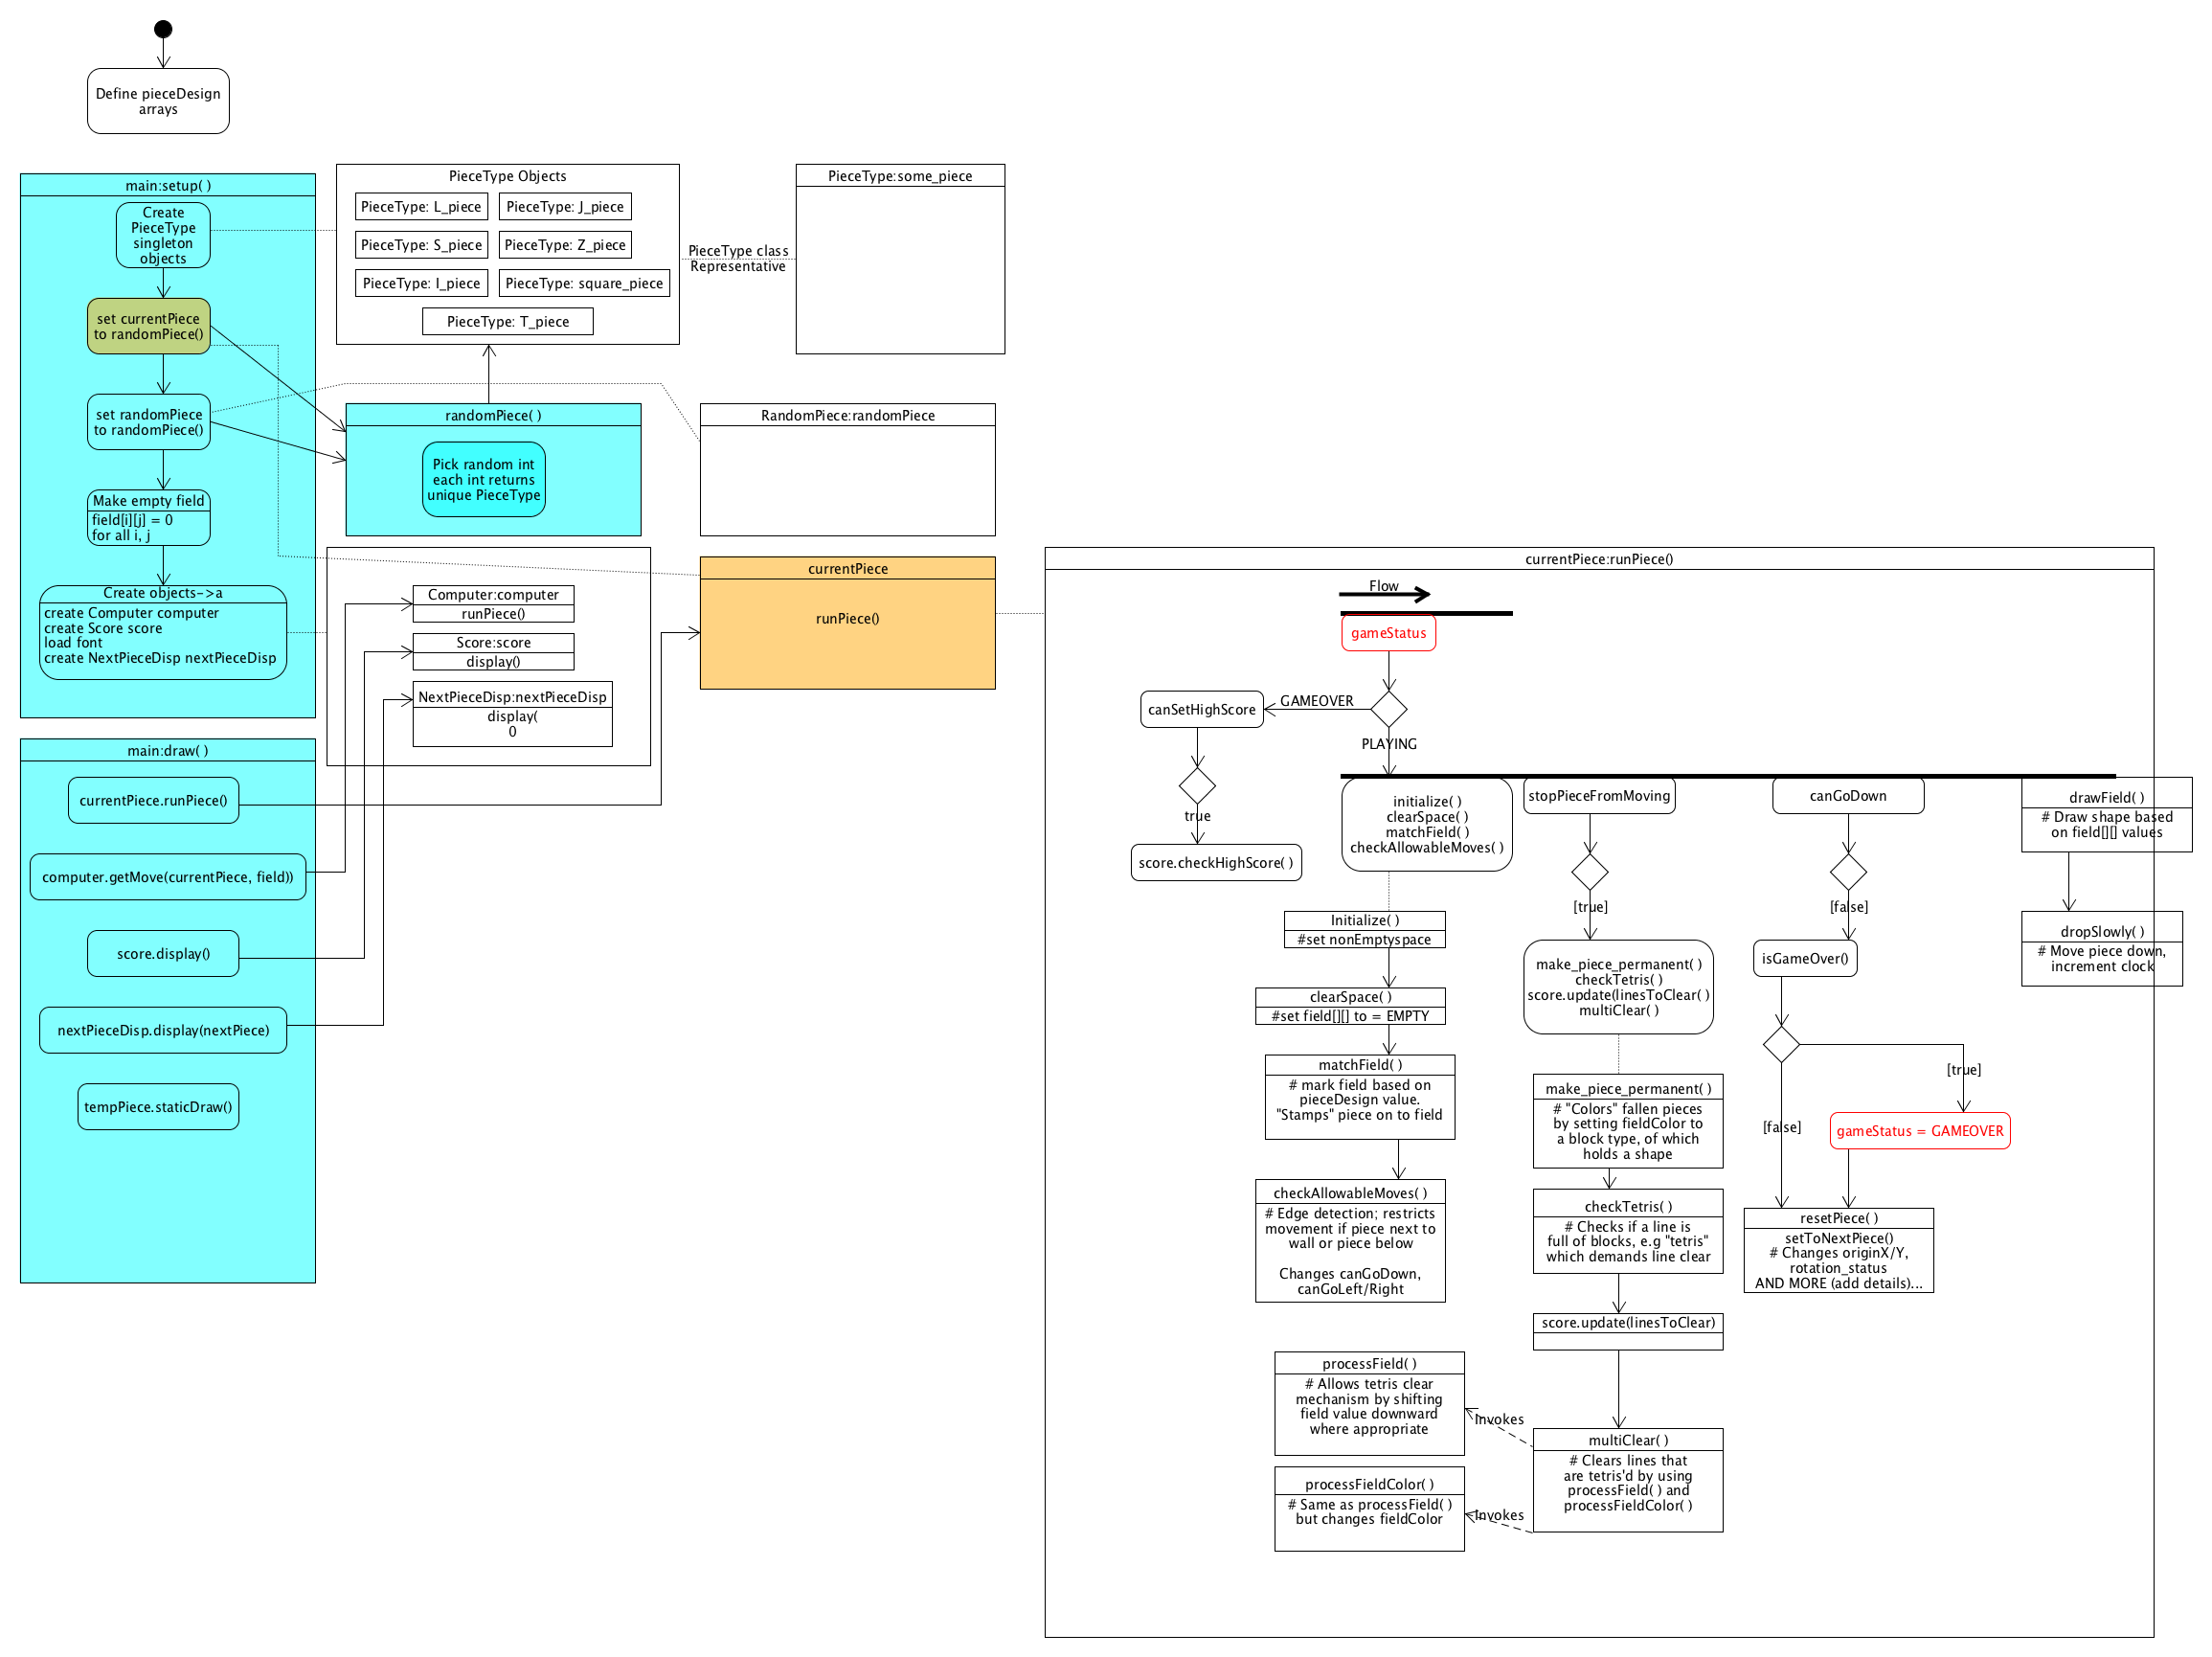 Define pieceDesign
arrays
main:setup( )
Create
PieceType
singleton
objects
set currentPiece
to randomPiece()
set randomPiece
to randomPiece()
Make empty field
field[i][j] = 0
for all i, j
Create objects->a
create Computer computer
create Score score
load font
create NextPieceDisp nextPieceDisp
PieceType Objects
PieceType: L_piece
PieceType: J_piece
PieceType: S_piece
PieceType: Z_piece
PieceType: I_piece
PieceType: square_piece
PieceType: T_piece
PieceType class
Representative
PieceType:some_piece
randomPiece( )
Pick random int
each int returns
unique PieceType
RandomPiece:randomPiece
Computer:computer
runPiece()
Score:score
display()
NextPieceDisp:nextPieceDisp
display(
0
currentPiece
runPiece()
main:draw( )
currentPiece.runPiece()
computer.getMove(currentPiece, field))
score.display()
nextPieceDisp.display(nextPiece)
tempPiece.staticDraw()
currentPiece:runPiece()
Flow
gameStatus
GAMEOVER
canSetHighScore
PLAYING
true
score.checkHighScore( )
initialize( )
clearSpace( )
matchField( )
checkAllowableMoves( )
Initialize( )
#set nonEmptyspace
clearSpace( )
#set field[][] to = EMPTY
matchField( )
# mark field based on
pieceDesign value.
"Stamps" piece on to field
checkAllowableMoves( )
# Edge detection; restricts
movement if piece next to
wall or piece below
Changes canGoDown,
canGoLeft/Right
stopPieceFromMoving
[true]
make_piece_permanent( )
checkTetris( )
score.update(linesToClear( )
multiClear( )
make_piece_permanent( )
# "Colors" fallen pieces
by setting fieldColor to
a block type, of which
holds a shape
checkTetris( )
# Checks if a line is
full of blocks, e.g "tetris"
which demands line clear
score.update(linesToClear)
multiClear( )
# Clears lines that
are tetris'd by using
processField( ) and
processFieldColor( )
Invokes
Invokes
processField( )
# Allows tetris clear
mechanism by shifting
field value downward
where appropriate
processFieldColor( )
# Same as processField( )
but changes fieldColor
canGoDown
[false]
isGameOver()
[true]
[false]
gameStatus = GAMEOVER
resetPiece( )
setToNextPiece()
# Changes originX/Y,
rotation_status
AND MORE (add details)...
drawField( )
# Draw shape based
on field[][] values
dropSlowly( )
# Move piece down,
increment clock